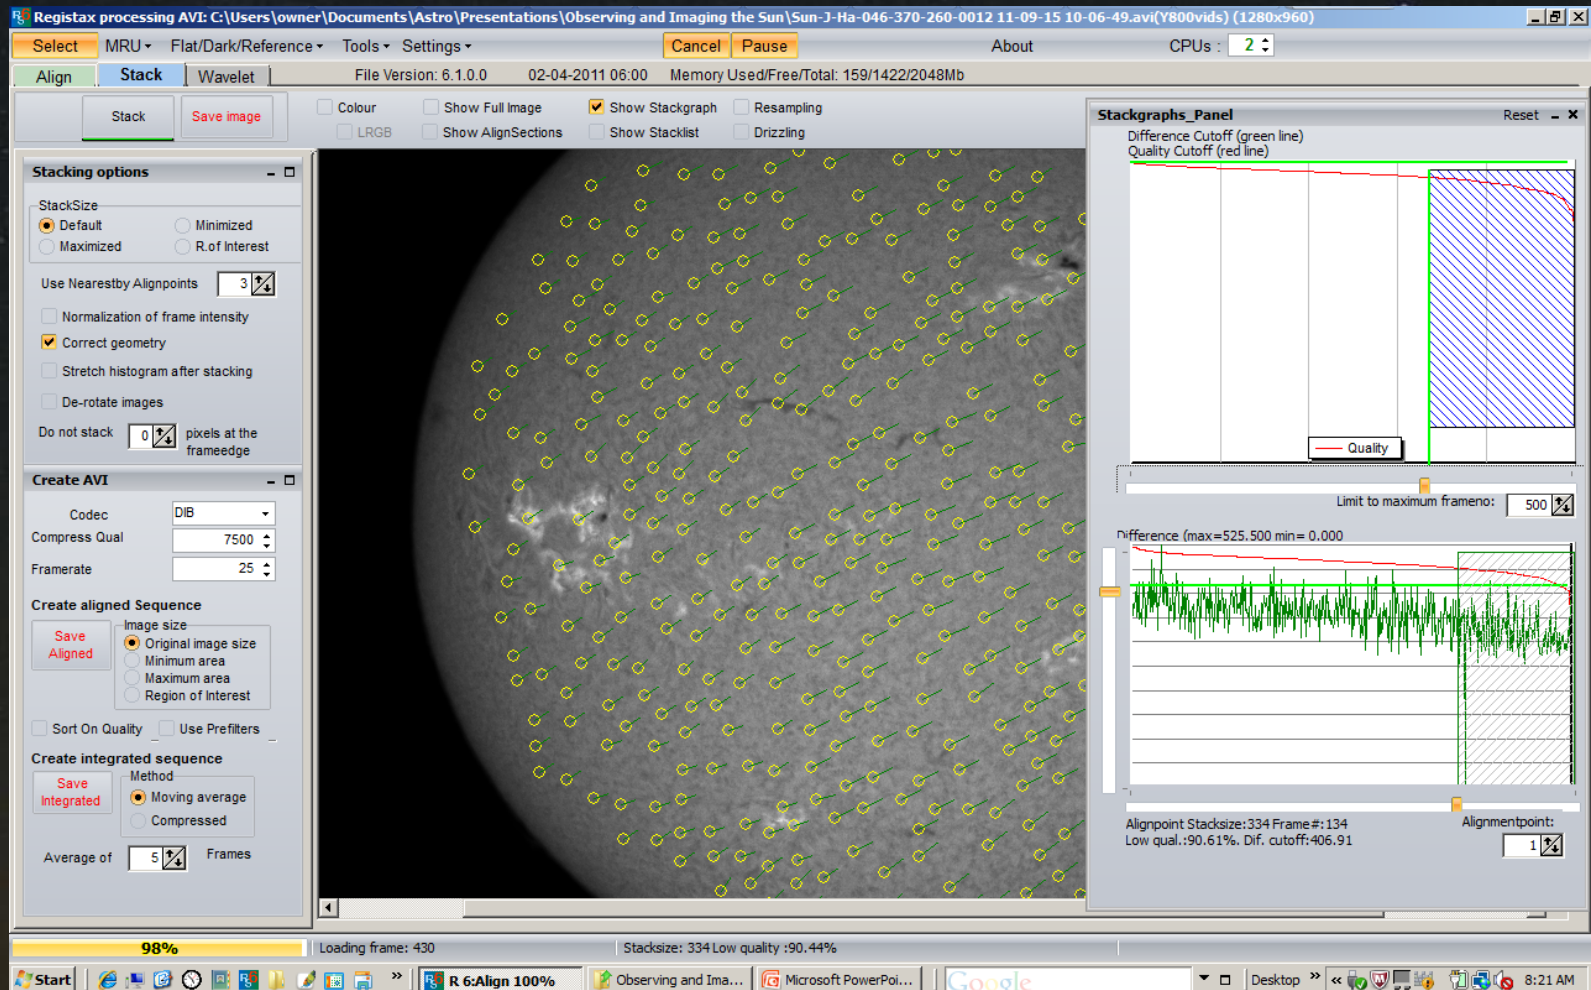 Registax processing AVI: C:\Users\owner\Documents\Astro\Presentations\Observing and Imaging the Sun\Sun-J-Ha-046-370-260-0012 11-09-15 10-06-49.avi(Y800vids) (1280x960)
Select MRU Flat/Dark/Reference Tools Settings Cancel Pause About CPUs : 2
Align Stack Wavelet File Version: 6.1.0.0 02-04-2011 06:00 Memory Used/Free/Total: 159/1422/2048Mb
Stack Save image
Colour Show Full Image Show Stackgraph Resampling
LRGB Show AlignSections Show Stacklist Drizzling
Stacking options
StackSize
Default Minimized
Maximized R.of Interest
Use Nearestby Alignpoints 3
Normalization of frame intensity
Correct geometry
Stretch histogram after stacking
De-rotate images
Do not stack 0 pixels at the
frameedge
Create AVI
Codec DIB
Compress Qual 7500
Framerate 25
Create aligned Sequence
Save
Aligned
Image size
Original image size
Minimum area
Maximum area
Region of Interest
Sort On Quality Use Prefilters
Create integrated sequence
Save
Integrated
Method
Moving average
Compressed
Average of 5 Frames
Stackgraphs_Panel Reset
Difference Cutoff (green line)
Quality Cutoff (red line)
Quality
Limit to maximum frameno: 500
Difference (max=525.500 min= 0.000
Alignpoint Stacksize:334 Frame#:134
Low qual.:90.61%. Dif. cutoff:406.91
Alignmentpoint:
1
98% Loading frame: 430 Stacksize: 334 Low quality :90.44%
Start R 6:Align 100% Observing and Ima... Microsoft PowerPoi... Google Desktop 8:21 AM